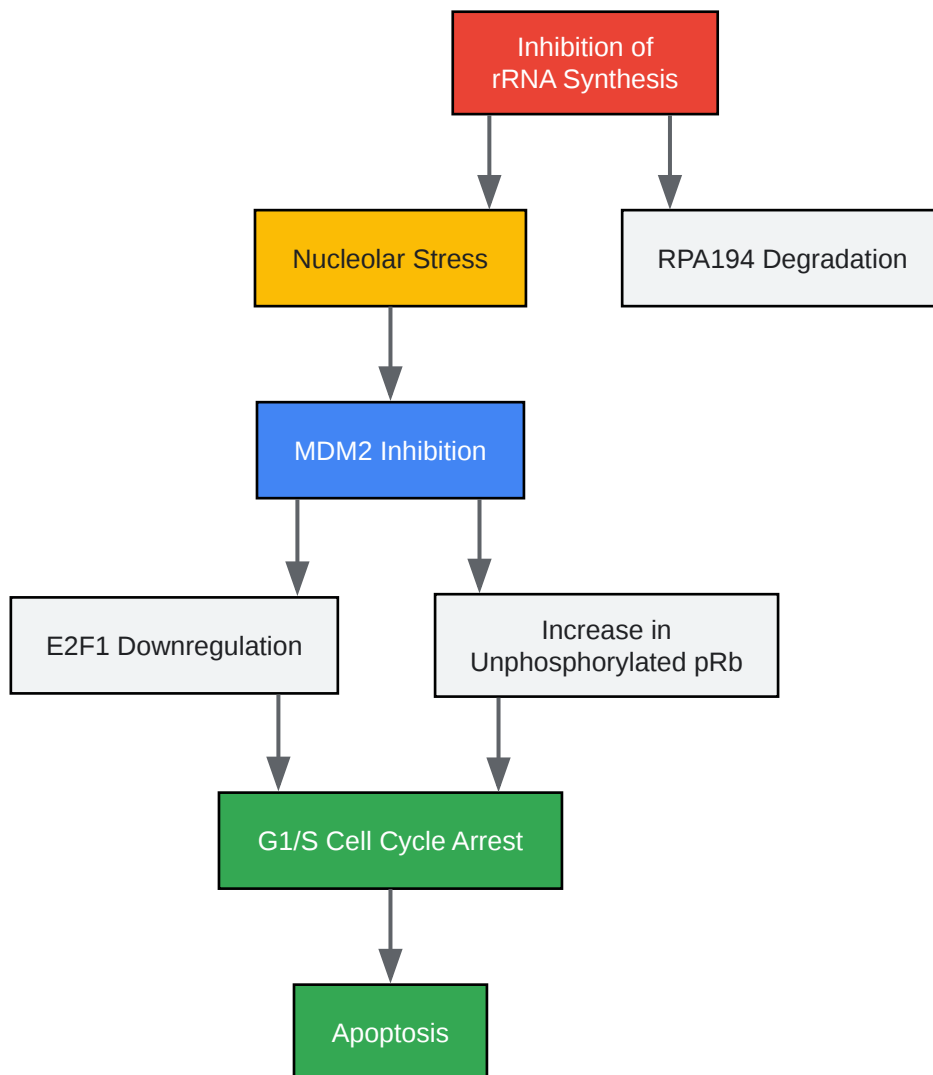 Inhibition of
rRNA Synthesis
Nucleolar Stress
RPA194 Degradation
MDM2 Inhibition
E2F1 Downregulation
Increase in
Unphosphorylated pRb
G1/S Cell Cycle Arrest
Apoptosis